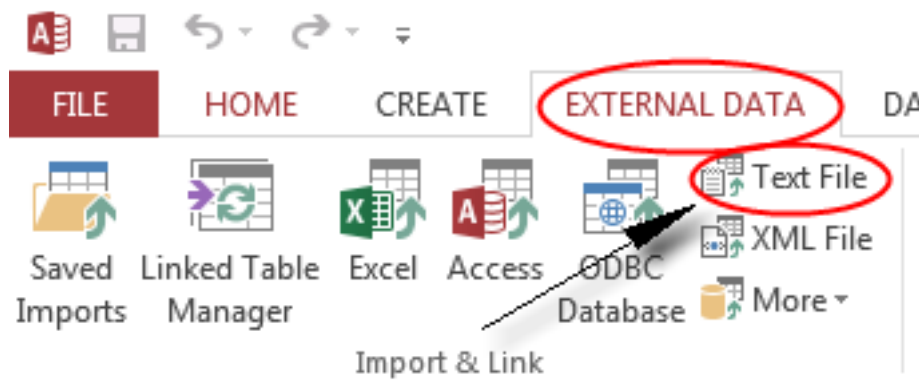 FILE HOME CREATE EXTERNAL DATA DA
Text File
XML File
Saved Imports
Linked Table Manager
Excel
Access
ODBC Database
More
Import & Link